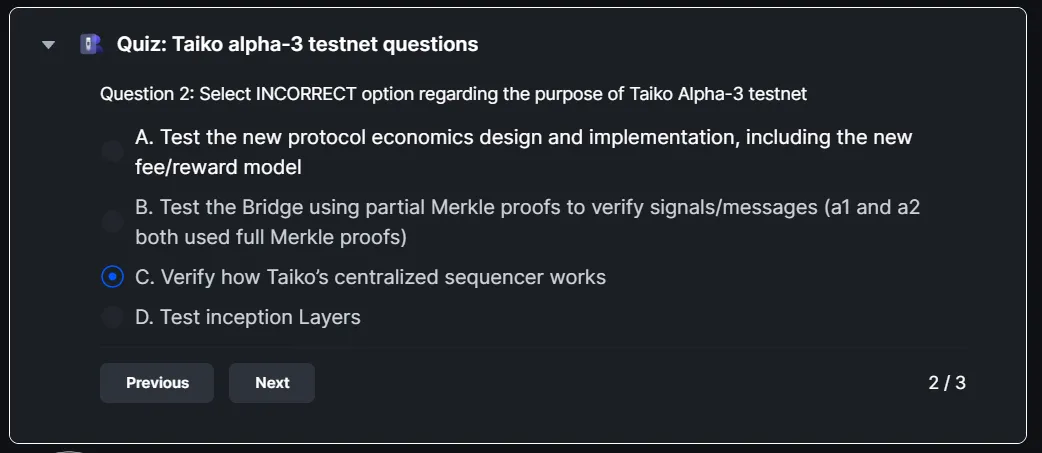 Quiz: Taiko alpha-3 testnet questions
Question 2: Select INCORRECT option regarding the purpose of Taiko Alpha-3 testnet
A. Test the new protocol economics design and implementation, including the new
fee/reward model
B. Test the Bridge using partial Merkle proofs to verify signals/messages (a1 and a2
both used full Merkle proofs)
C. Verify how Taiko’s centralized sequencer works
D. Test inception Layers
Previous Next 2 / 3